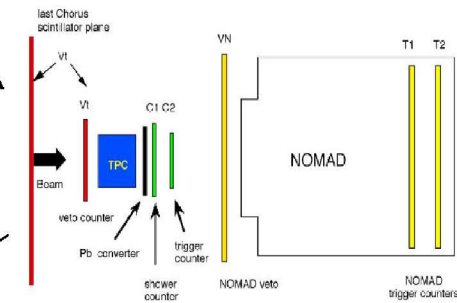 last Chorus
scintillator plane
Vt
Vt
C1 C2
VN
T1 T2
TPC
NOMAD
Beam
veto counter
Pb converter
trigger
counter
shower
counter
NOMAD veto
NOMAD
trigger counters